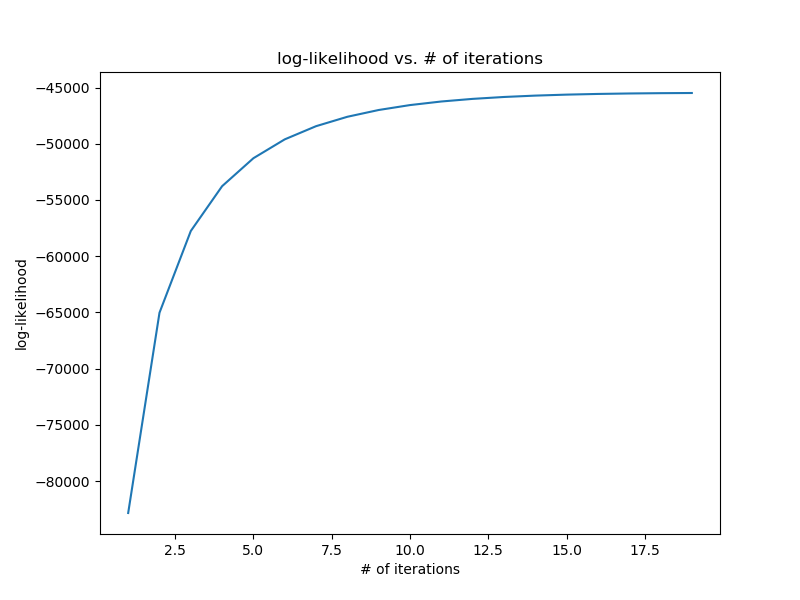 log-likelihood vs. # of iterations
−45000
−50000
−55000
−60000
−65000
−70000
−75000
−80000
log-likelihood
2.5 5.0 7.5 10.0 12.5 15.0 17.5
# of iterations